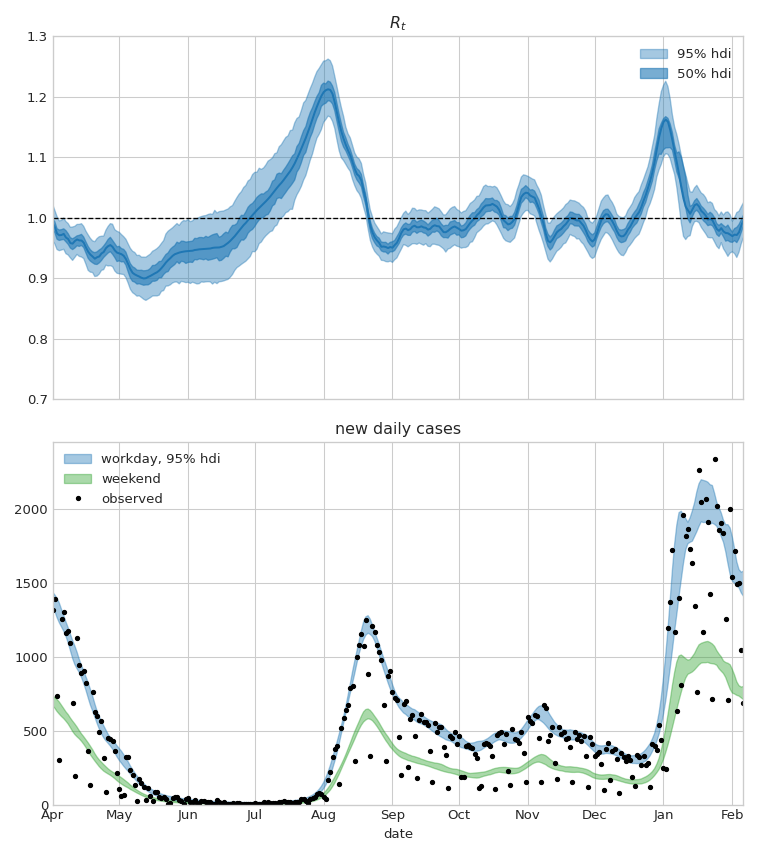 R_t
1.3
1.2
1.1
1.0
0.9
0.8
0.7
95% hdi
50% hdi
new daily cases
workday, 95% hdi
weekend
observed
2000
1500
1000
500
0
Apr May Jun Jul Aug Sep Oct Nov Dec Jan Feb
date